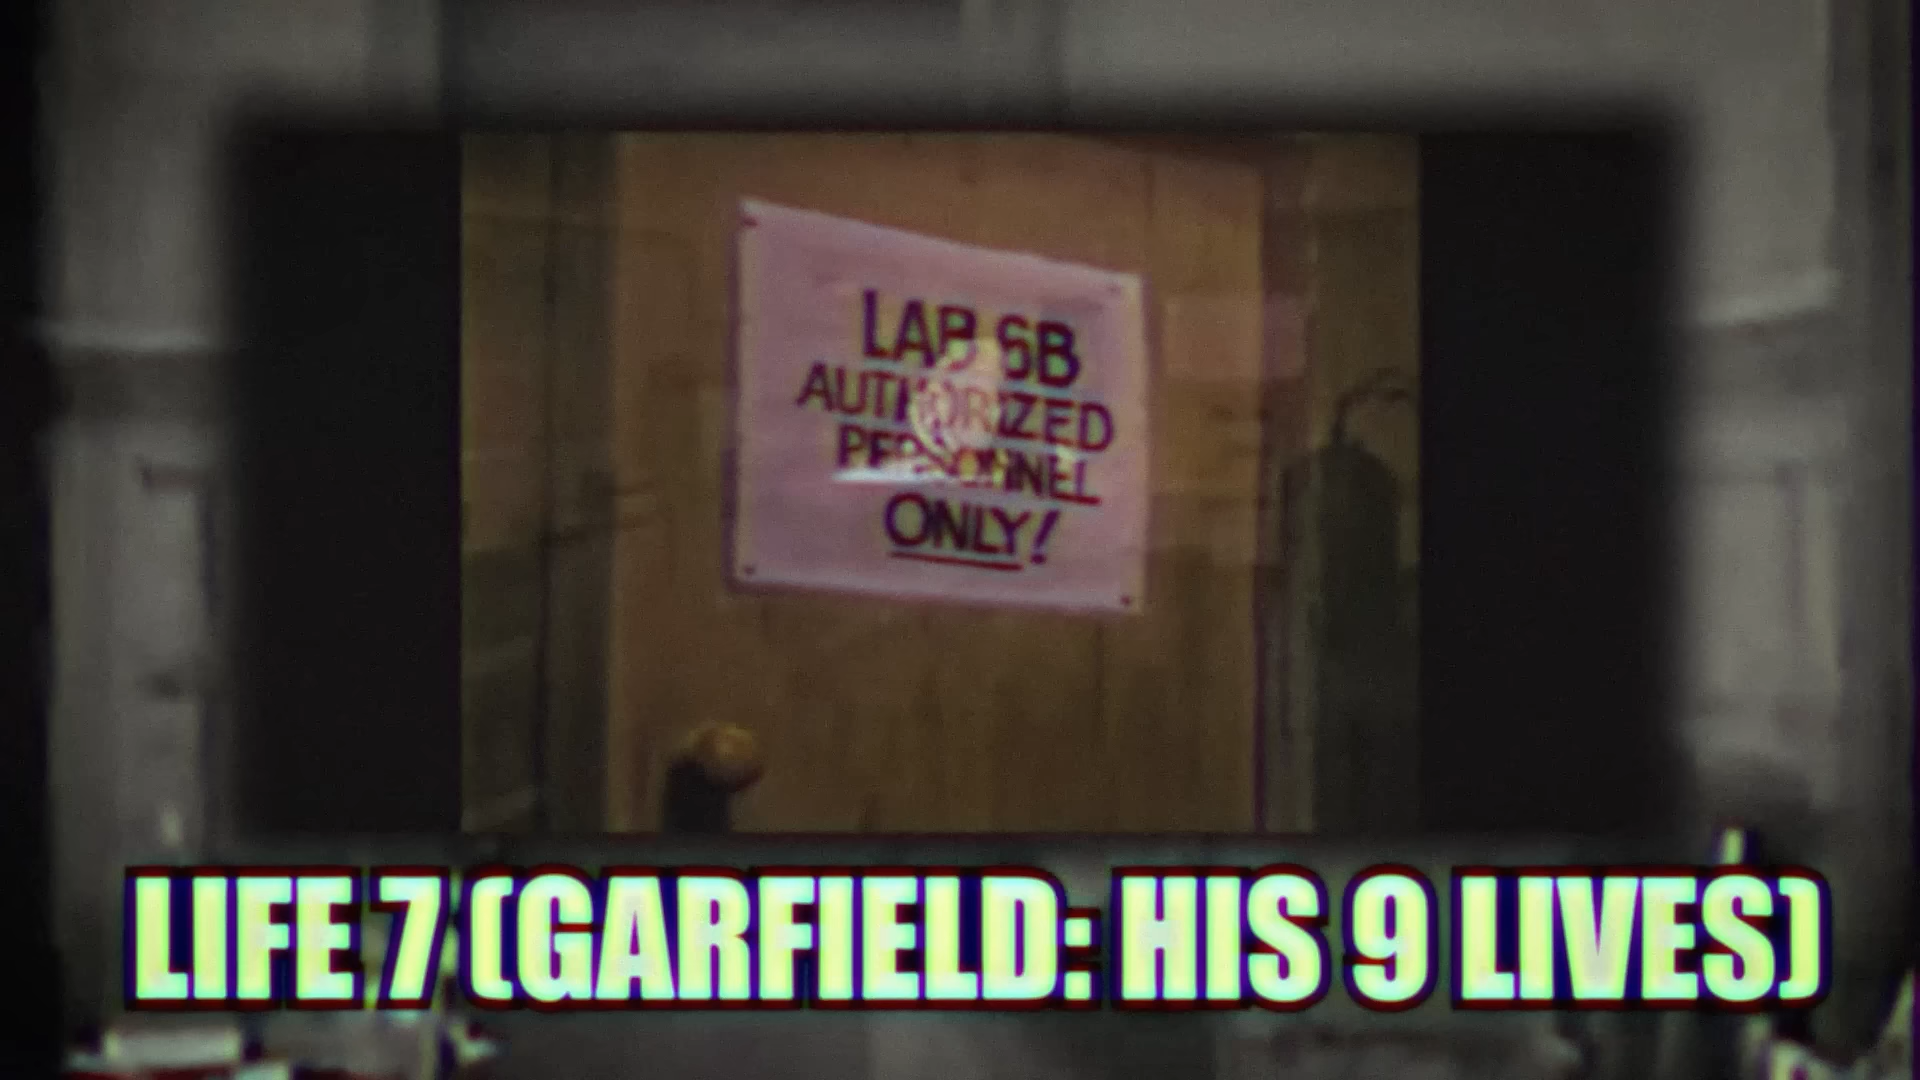 LAB 6B
AUTHORIZED
PERSONNEL
ONLY!
LIFE 7 (GARFIELD: HIS 9 LIVES)